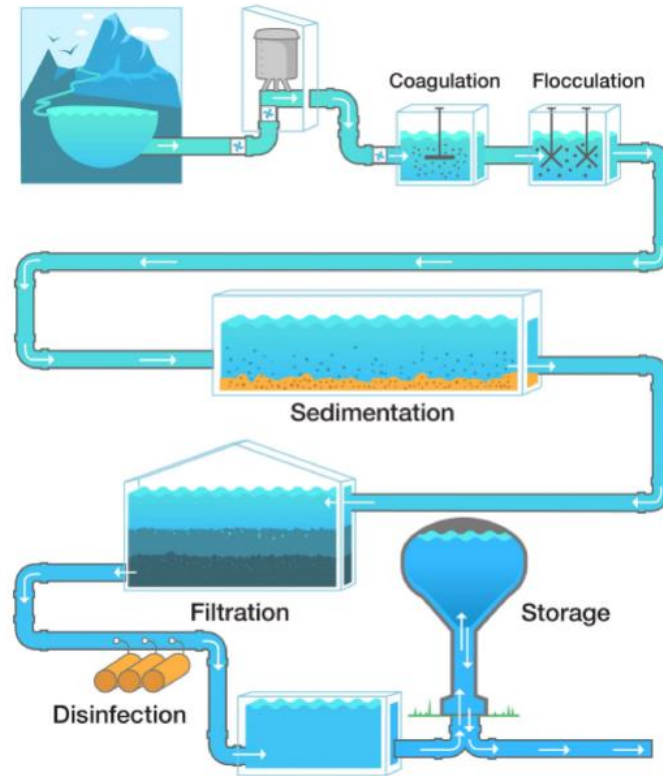 Coagulation
Flocculation
Sedimentation
Filtration
Storage
Disinfection